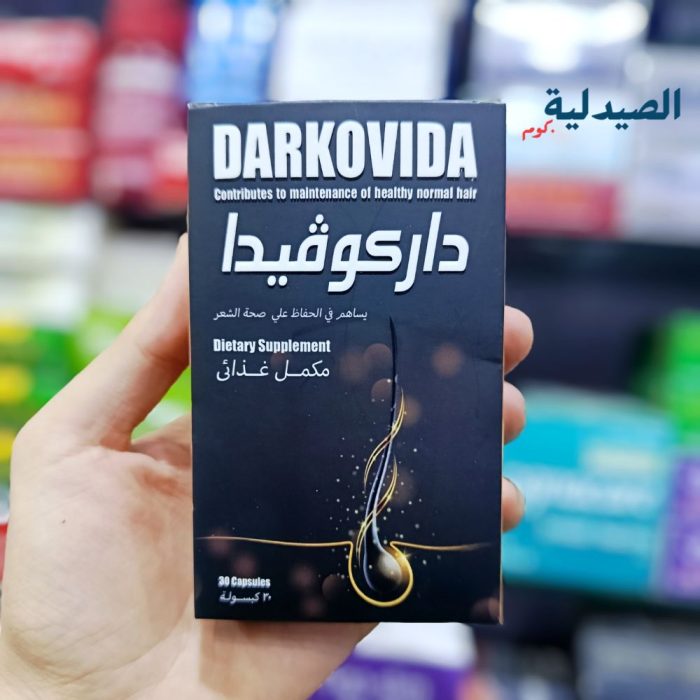 الصيدلية
كوم
DARKOVIDA
Contributes to maintenance of healthy normal hair
داركوڤيدا
يساهم في الحفاظ علي صحة الشعر
Dietary Supplement
مكمل غذائى
30 Capsules
٣٠ كبسولة